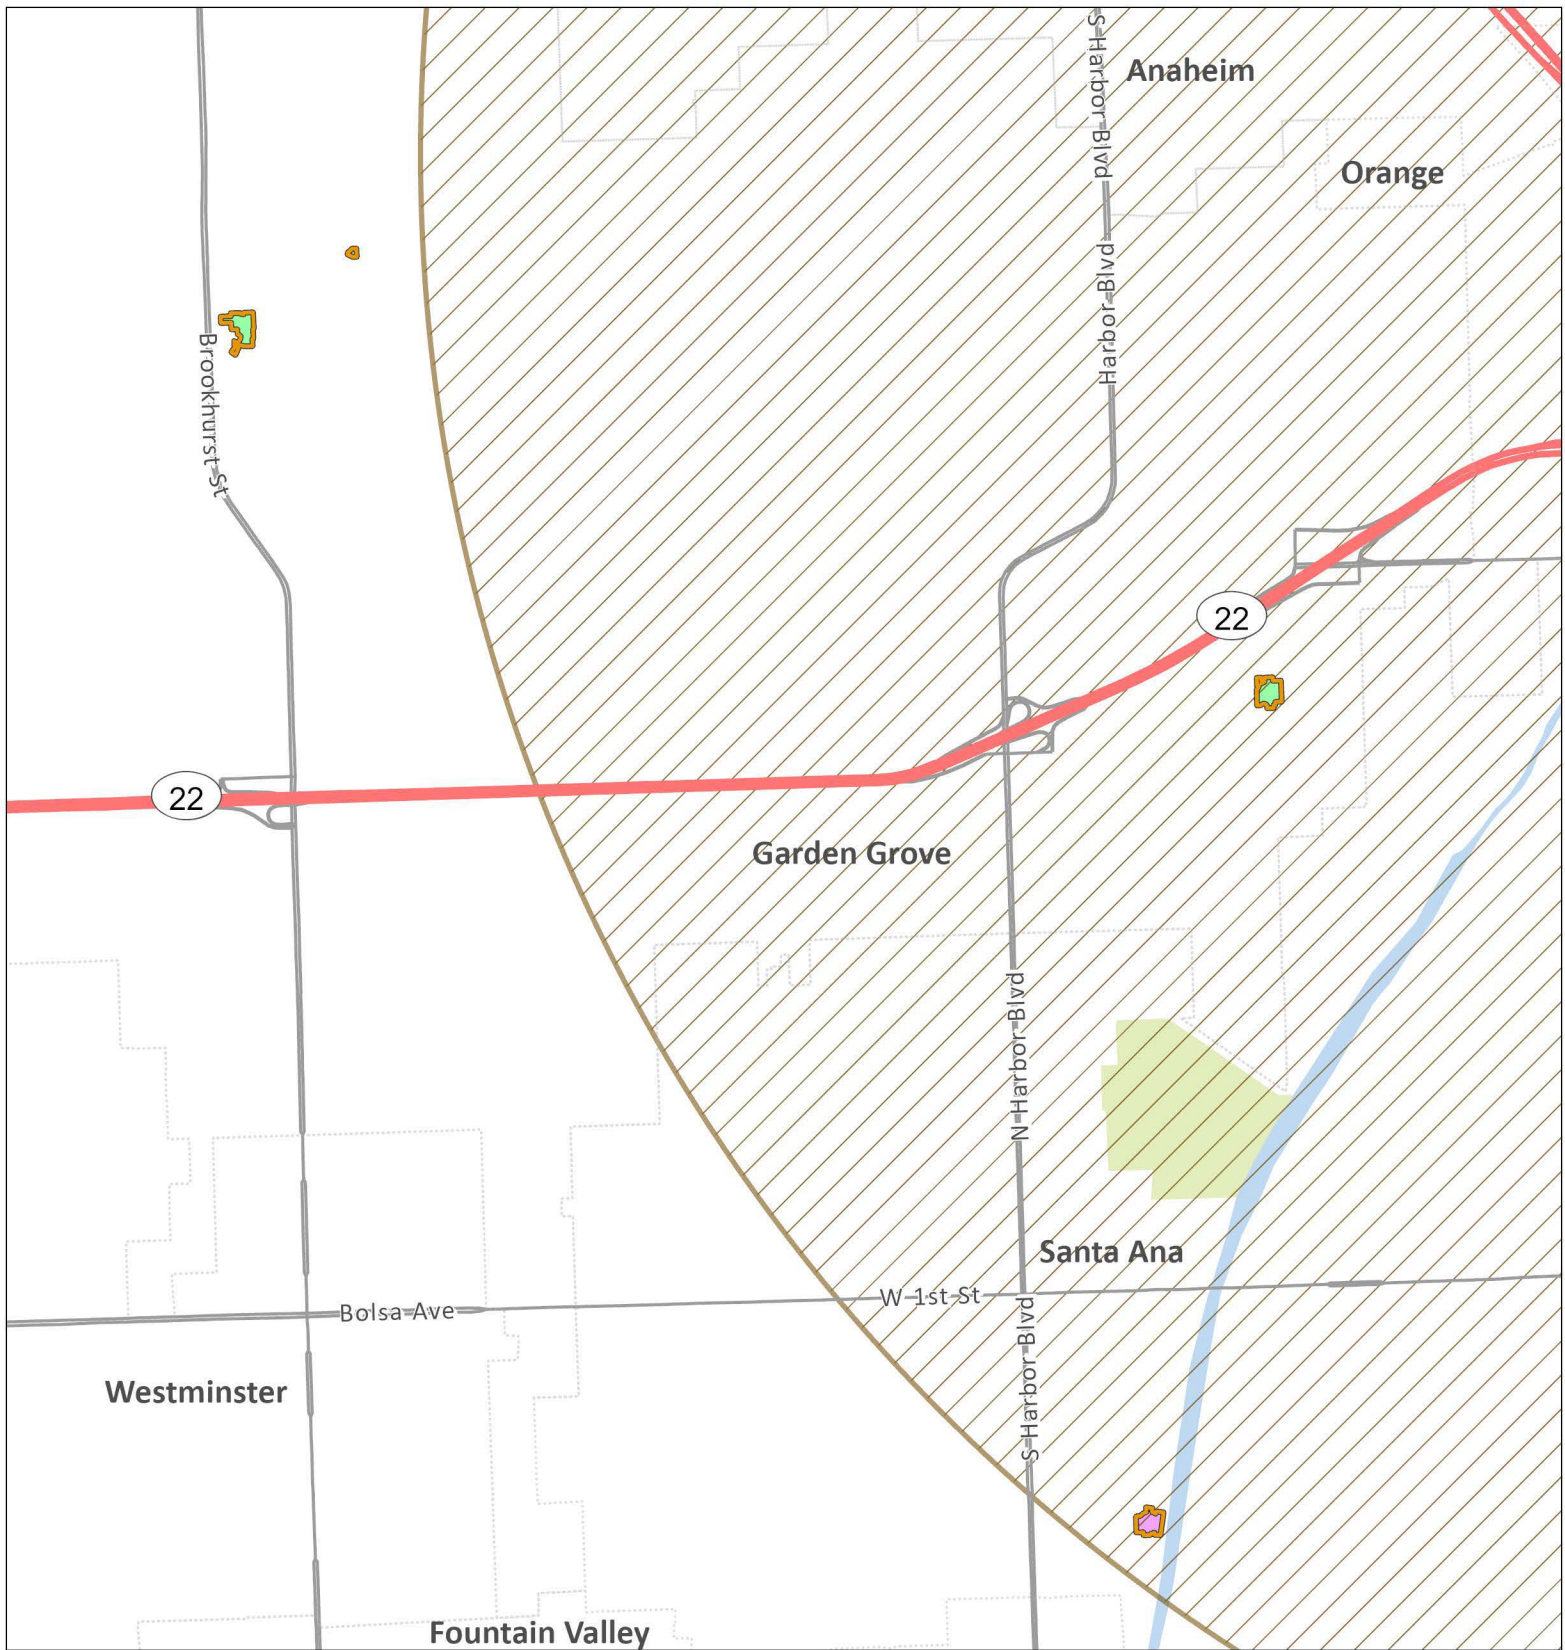 S Harbor Blvd
Anaheim
Orange
Harbor Blvd
Brookhurst St
22
22
Garden Grove
N Harbor Blvd
Santa Ana
W 1st St
Bolsa Ave
S Harbor Blvd
Westminster
Fountain Valley